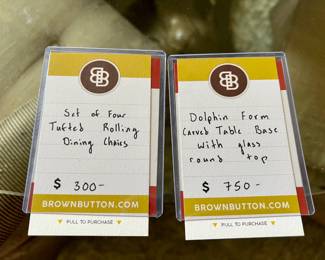 BB
Set of Four
Tufted Rolling
Dining Chairs
$ 300-
BROWNBUTTON.COM
PULL TO PURCHASE
BB
Dolphin Form
Carved Table Base
with glass
round top
$ 750-
BROWNBUTTON.COM
PULL TO PURCHASE